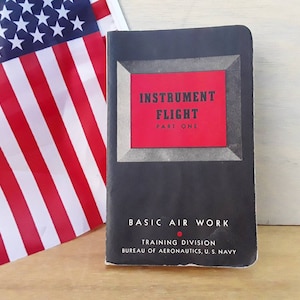 INSTRUMENT
FLIGHT
PART ONE
BASIC AIR WORK
TRAINING DIVISION
BUREAU OF AERONAUTICS, U. S. NAVY